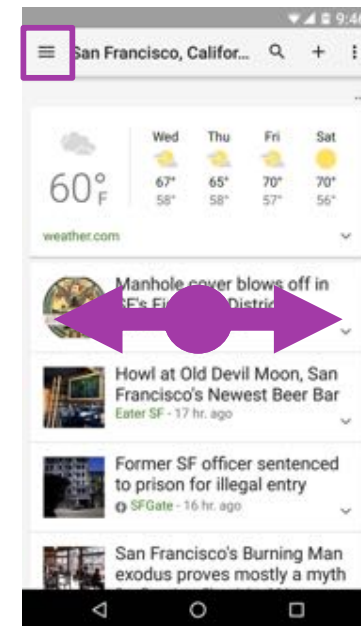 9:46
San Francisco, Califor...
Wed Thu Fri Sat
60°F
67° 65° 70° 70°
58° 58° 57° 56°
weather.com
Manhole cover blows off in
SF's Fi Distri
Howl at Old Devil Moon, San
Francisco's Newest Beer Bar
Eater SF - 17 hr. ago
Former SF officer sentenced
to prison for illegal entry
SFGate - 16 hr. ago
San Francisco's Burning Man
exodus proves mostly a myth